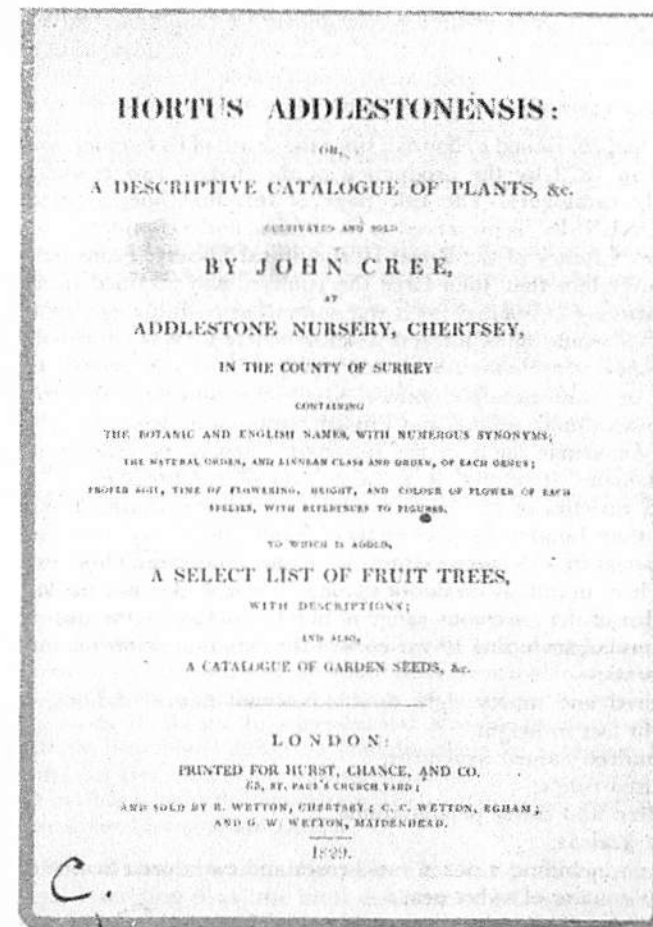 HORTUS ADDLESTONENSIS:
OR,
A DESCRIPTIVE CATALOGUE OF PLANTS, &c.
CULTIVATED AND SOLD
BY JOHN CREE,
AT
ADDLESTONE NURSERY, CHERTSEY,
IN THE COUNTY OF SURREY
CONTAINING
THE BOTANIC AND ENGLISH NAMES, WITH NUMEROUS SYNONYMS;
THE NATURAL ORDER, AND LINNEAN CLASS AND ORDER, OF EACH GENUS;
PROPER SOIL, TIME OF FLOWERING, HEIGHT, AND COLOUR OF FLOWER OF EACH
SPECIES, WITH REFERENCES TO FIGURES.
TO WHICH IS ADDED,
A SELECT LIST OF FRUIT TREES,
WITH DESCRIPTIONS;
AND ALSO,
A CATALOGUE OF GARDEN SEEDS, &c.
LONDON:
PRINTED FOR HURST, CHANCE, AND CO.
ST. PAUL'S CHURCH YARD;
AND SOLD BY R. WETTON, CHERTSEY; C. C. WETTON, EGHAM;
AND G. W. WETTON, MAIDENHEAD.
1829.
C.